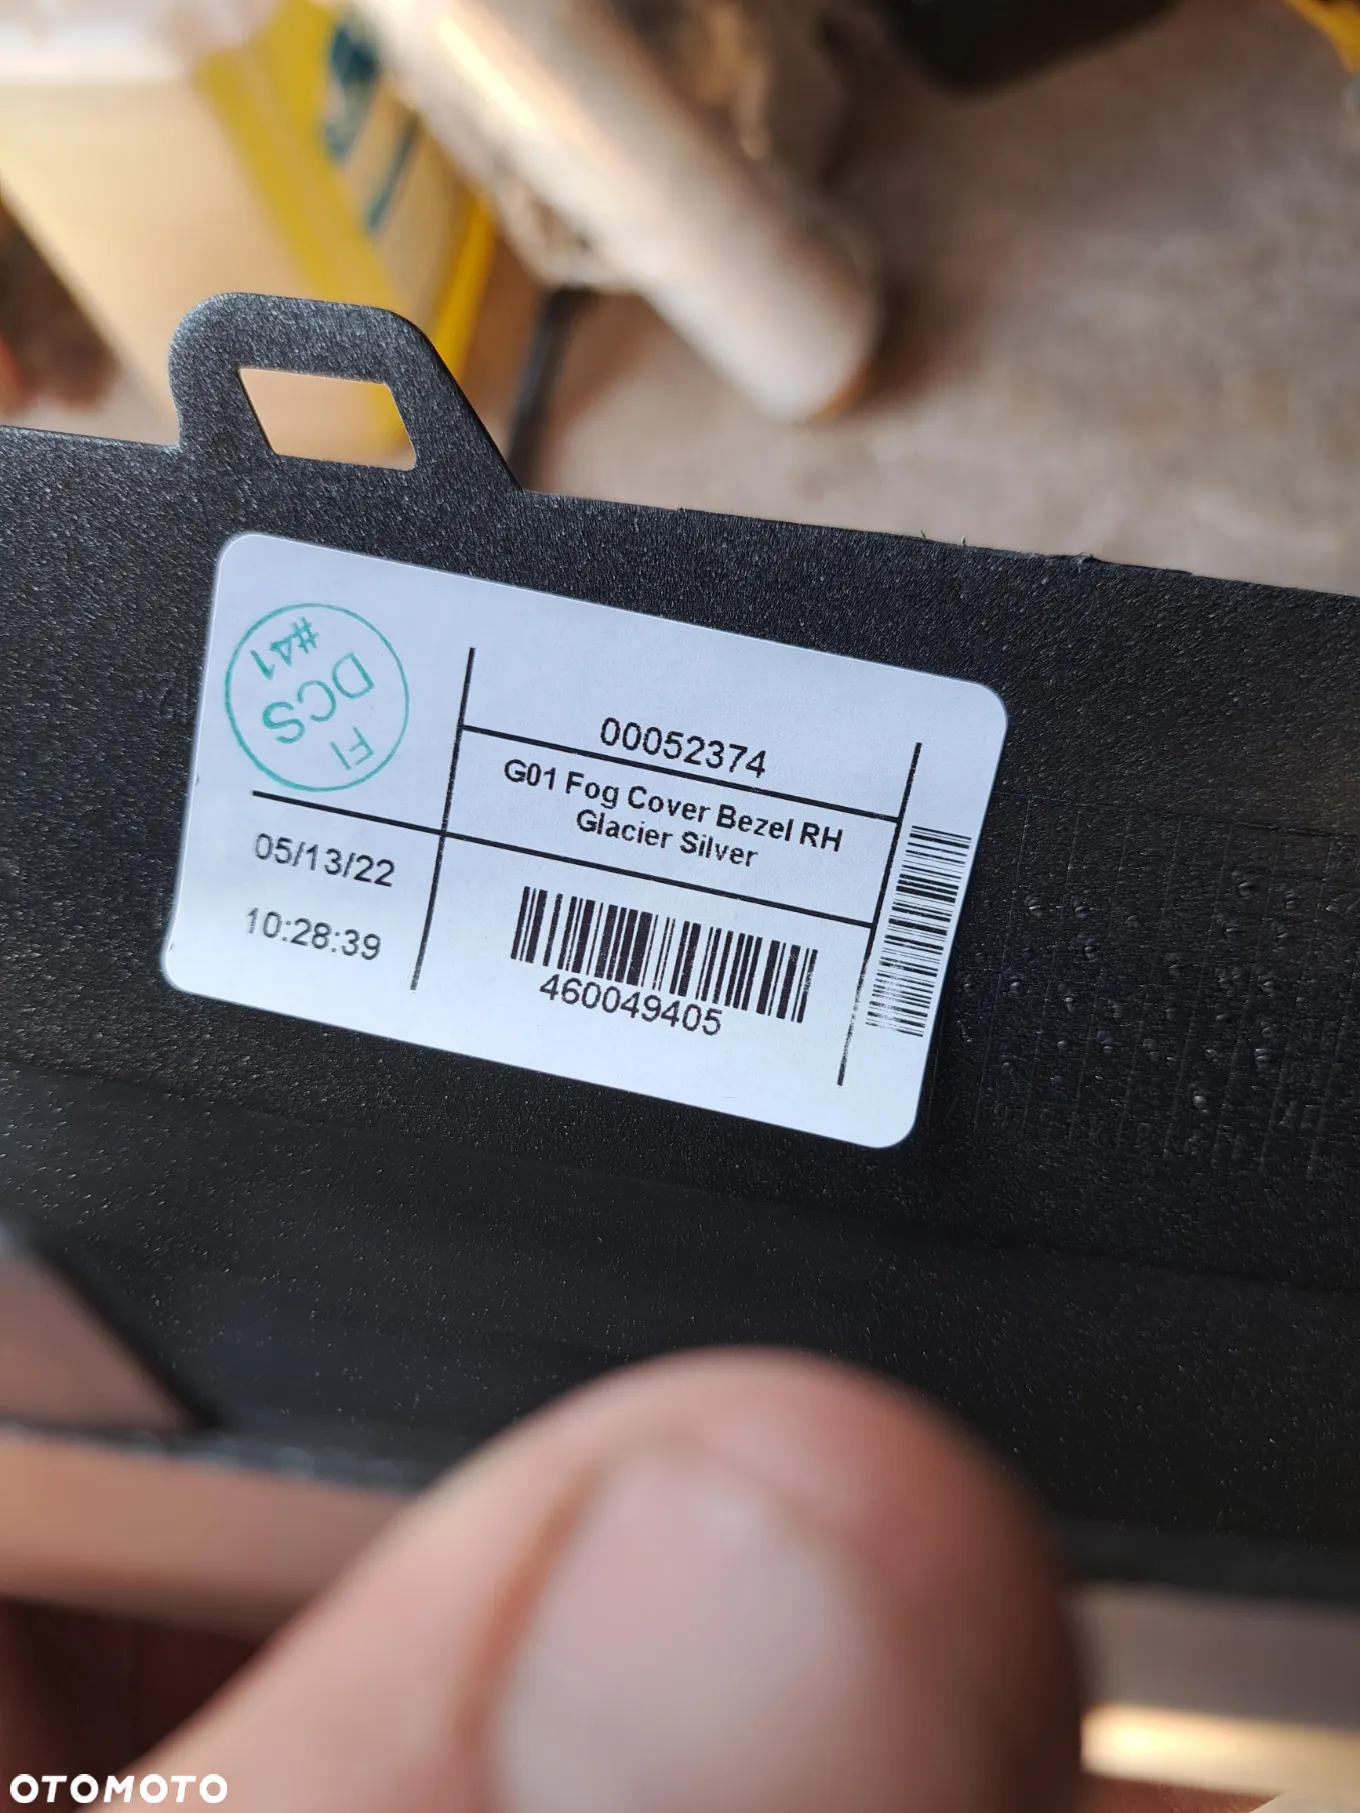 #41
DCS
FI
00052374
G01 Fog Cover Bezel RH
Glacier Silver
05/13/22
10:28:39
460049405
OTOMOTO